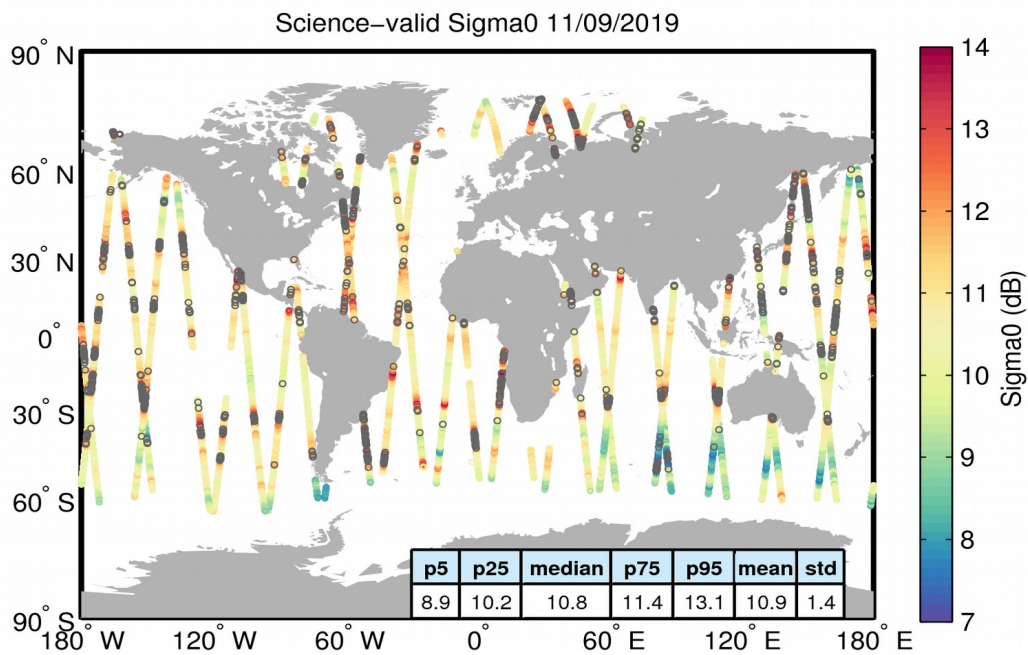 Science−valid Sigma0 11/09/2019
90° N
60° N
30° N
0°
30° S
60° S
90° S
180° W
120° W
60° W
0°
60° E
120° E
180° E
14
13
12
11
10
9
8
7
Sigma0 (dB)
p5 p25 median p75 p95 mean std
8.9 10.2 10.8 11.4 13.1 10.9 1.4